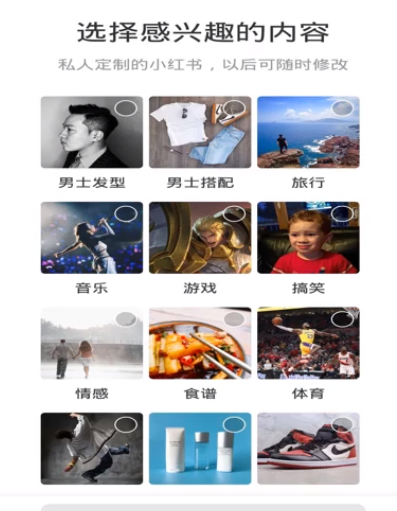 选择感兴趣的内容
私人定制的小红书，以后可随时修改
男士发型
男士搭配
旅行
音乐
游戏
搞笑
情感
食谱
体育